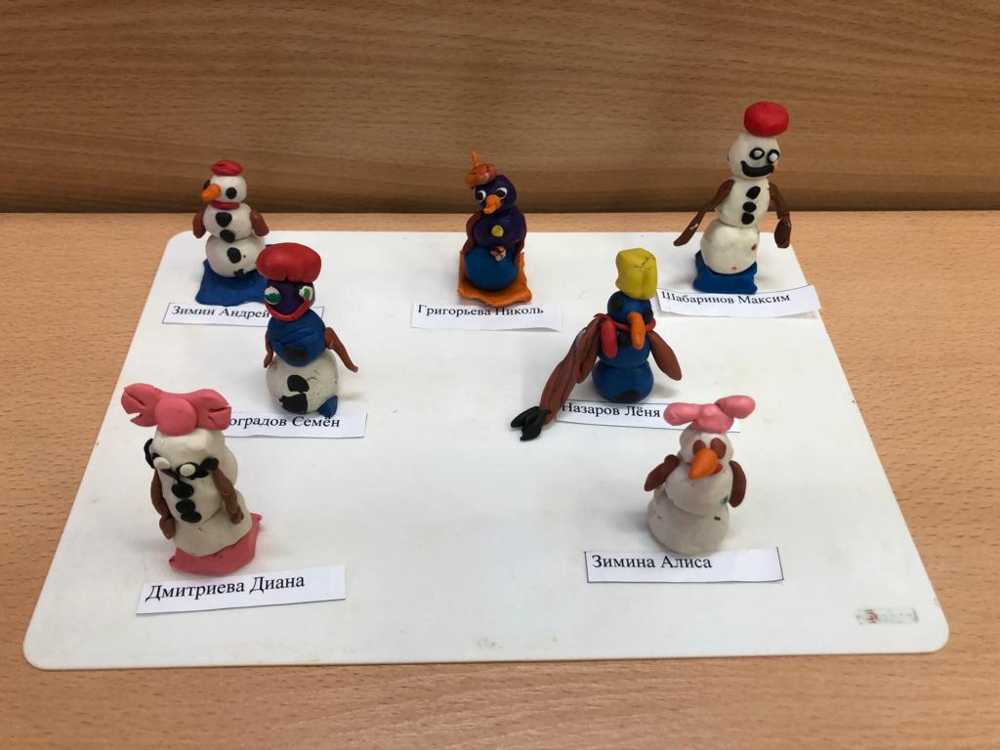 Зимин Андрей
Григорьева Николь
Шабаринов Максим
Семён
Назаров Лёня
Дмитриева Диана
Зимина Алиса